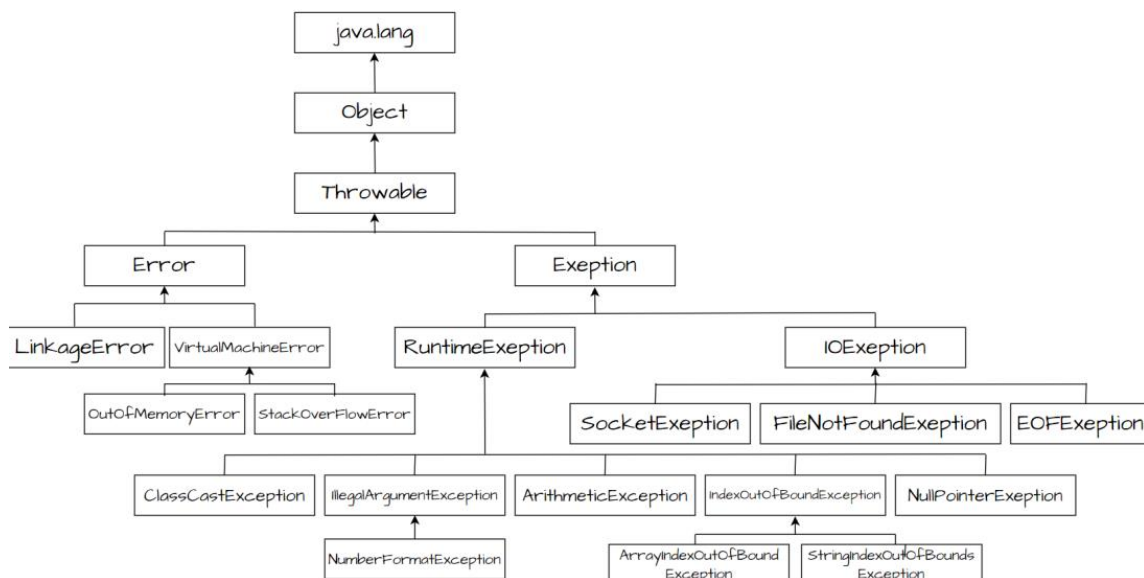 java.lang
Object
Throwable
Error
Exeption
LinkageError
VirtualMachineError
RuntimeExeption
IOExeption
OutOfMemoryError
StackOverFlowError
SocketExeption
FileNotFoundExeption
EOFExeption
ClassCastException
IllegalArgumentException
ArithmeticException
IndexOutOfBoundException
NullPointerExeption
NumberFormatException
ArrayIndexOutOfBound
Exception
StringIndexOutOfBounds
Exception